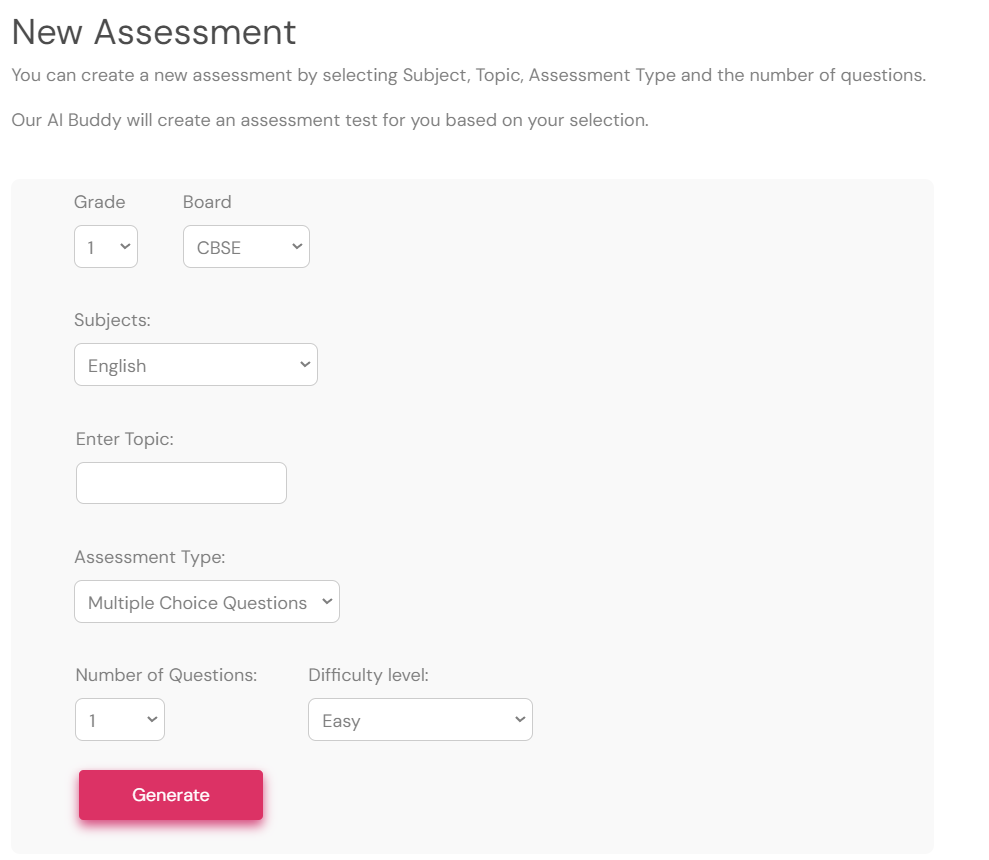 New Assessment
You can create a new assessment by selecting Subject, Topic, Assessment Type and the number of questions.
Our AI Buddy will create an assessment test for you based on your selection.
Grade Board
1 CBSE
Subjects:
English
Enter Topic:
Assessment Type:
Multiple Choice Questions
Number of Questions: Difficulty level:
1 Easy
Generate